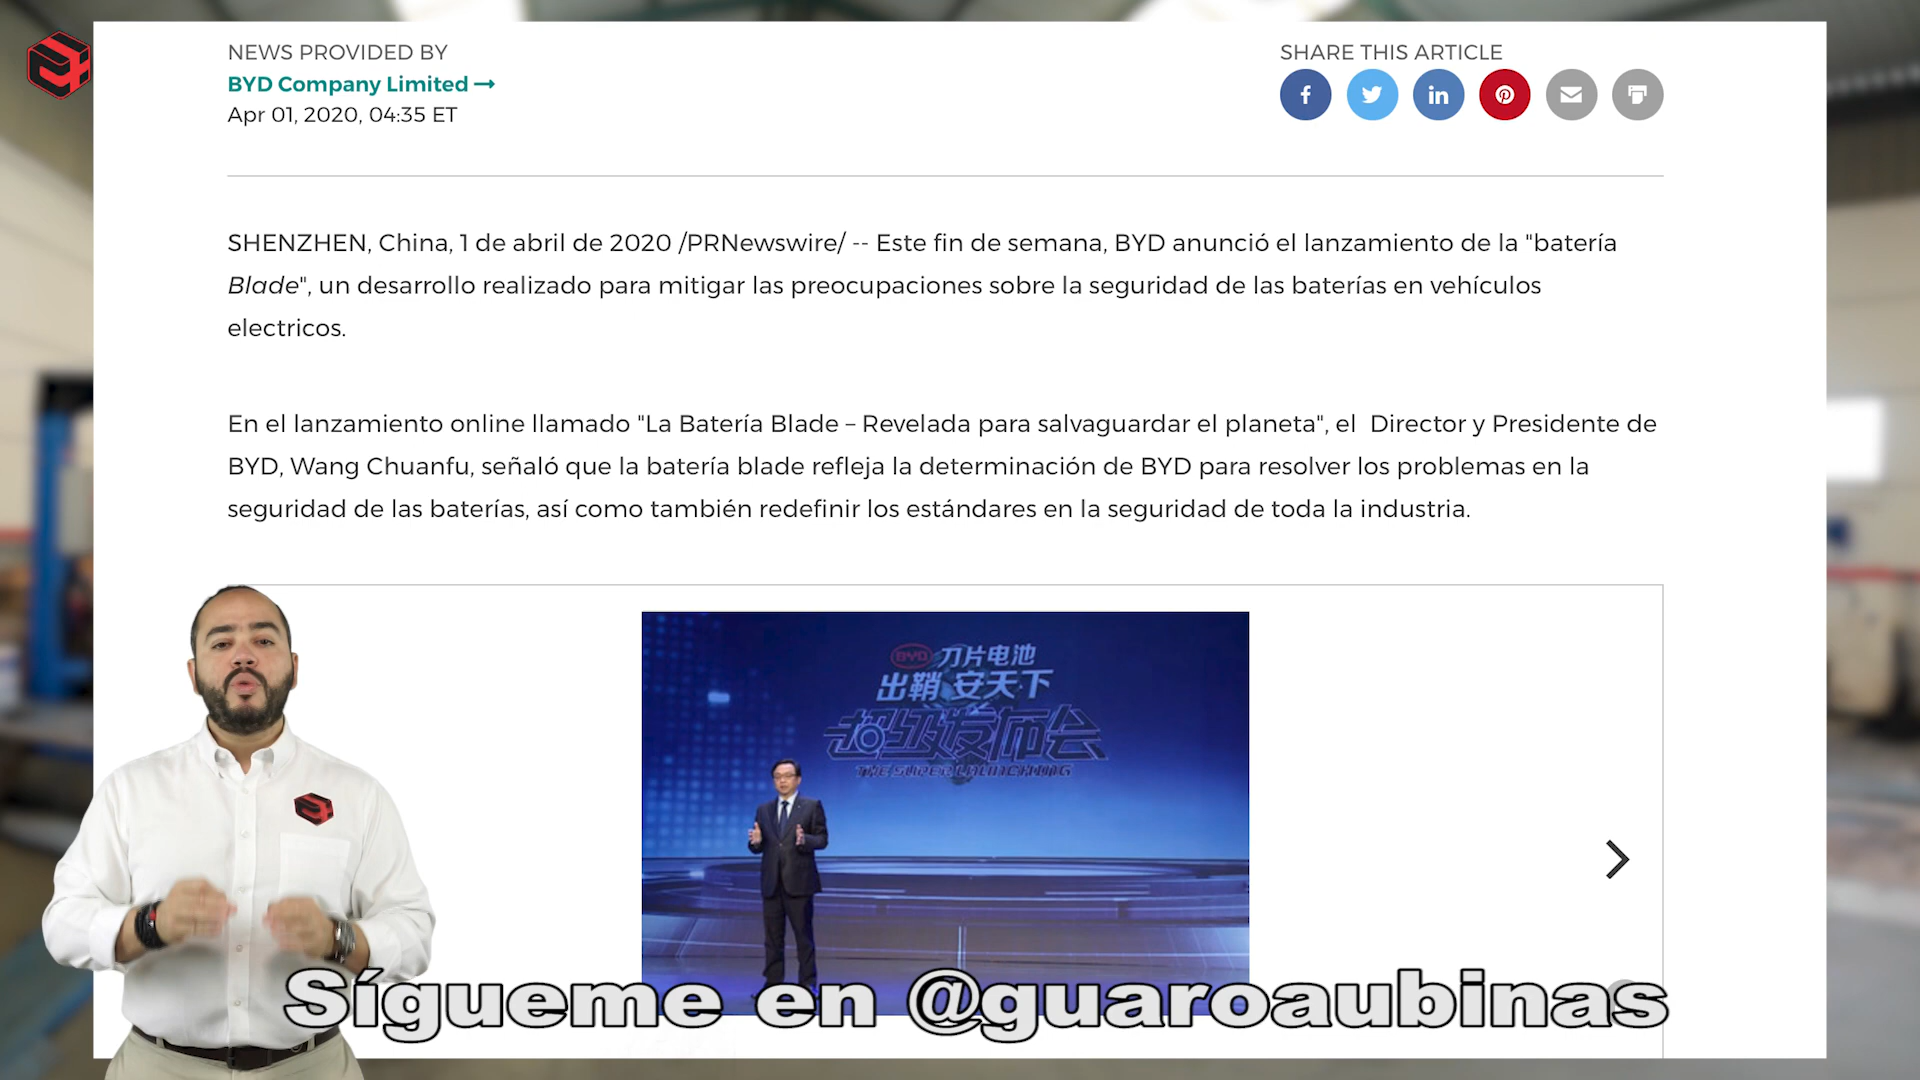 NEWS PROVIDED BY
BYD Company Limited
Apr 01, 2020, 04:35 ET
SHARE THIS ARTICLE
SHENZHEN, China, 1 de abril de 2020 /PRNewswire/ -- Este fin de semana, BYD anunció el lanzamiento de la "batería
Blade", un desarrollo realizado para mitigar las preocupaciones sobre la seguridad de las baterías en vehículos
electricos.
En el lanzamiento online llamado "La Batería Blade – Revelada para salvaguardar el planeta", el Director y Presidente de
BYD, Wang Chuanfu, señaló que la batería blade refleja la determinación de BYD para resolver los problemas en la
seguridad de las baterías, así como también redefinir los estándares en la seguridad de toda la industria.
BYD 刀片电池
出鞘 安天下
超级发布会
THE SUPER LAUNCHING
Sígueme en @guaroaubinas